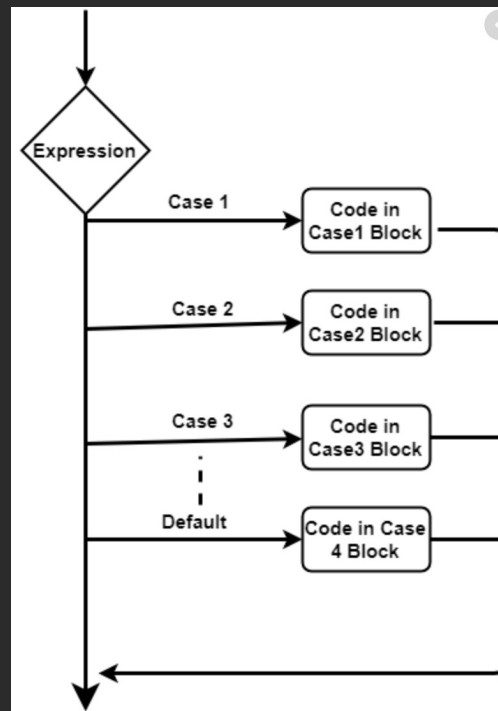 Expression
Case 1
Code in
Case1 Block
Case 2
Code in
Case2 Block
Case 3
Code in
Case3 Block
Default
Code in Case
4 Block